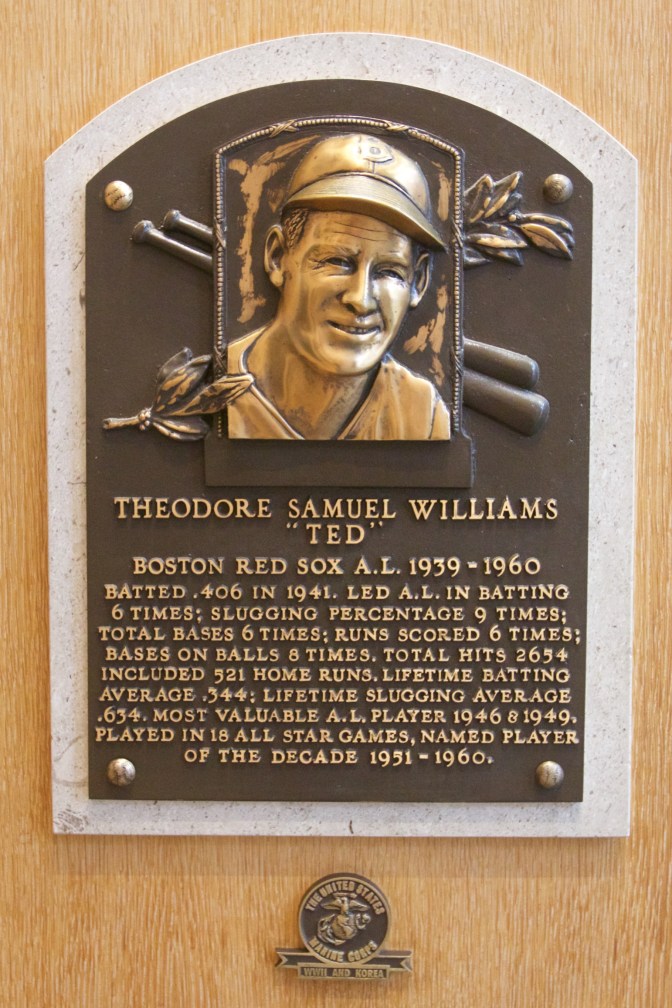 B
THEODORE SAMUEL WILLIAMS
"TED"
BOSTON RED SOX A.L. 1939-1960
BATTED .406 IN 1941. LED A.L. IN BATTING
6 TIMES; SLUGGING PERCENTAGE 9 TIMES;
TOTAL BASES 6 TIMES; RUNS SCORED 6 TIMES;
BASES ON BALLS 8 TIMES. TOTAL HITS 2654
INCLUDED 521 HOME RUNS. LIFETIME BATTING
AVERAGE .344; LIFETIME SLUGGING AVERAGE
.634. MOST VALUABLE A.L. PLAYER 1946 & 1949.
PLAYED IN 18 ALL STAR GAMES, NAMED PLAYER
OF THE DECADE 1951-1960.
THE UNITED STATES
MARINE CORPS
WWII AND KOREA